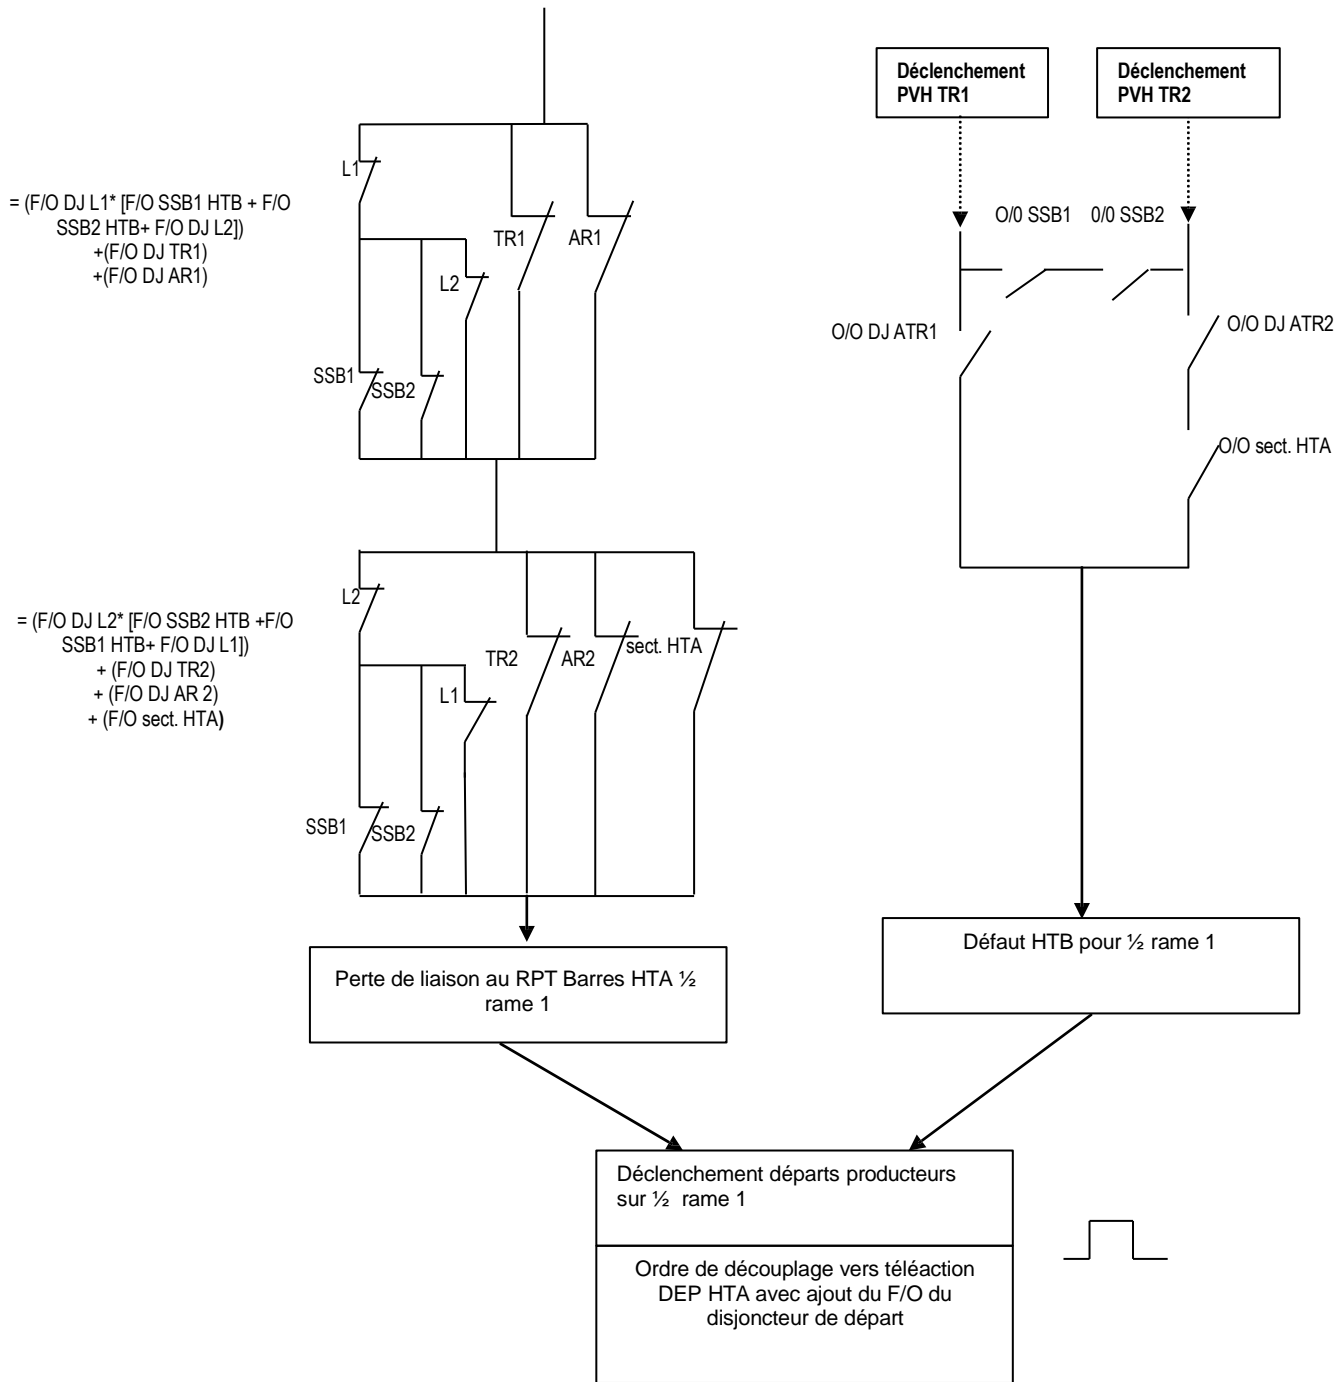 Déclenchement
PVH TR1
Déclenchement
PVH TR2
L1
= (F/O DJ L1* [F/O SSB1 HTB + F/O
SSB2 HTB+ F/O DJ L2])
+(F/O DJ TR1)
+(F/O DJ AR1)
TR1
AR1
L2
SSB1
SSB2
O/0 SSB1
0/0 SSB2
O/O DJ ATR1
O/O DJ ATR2
O/O sect. HTA
L2
= (F/O DJ L2* [F/O SSB2 HTB +F/O
SSB1 HTB+ F/O DJ L1])
+ (F/O DJ TR2)
+ (F/O DJ AR 2)
+ (F/O sect. HTA)
TR2
AR2
sect. HTA
L1
SSB1
SSB2
Perte de liaison au RPT Barres HTA ½
rame 1
Défaut HTB pour ½ rame 1
Déclenchement départs producteurs
sur ½ rame 1
Ordre de découplage vers téléaction
DEP HTA avec ajout du F/O du
disjoncteur de départ